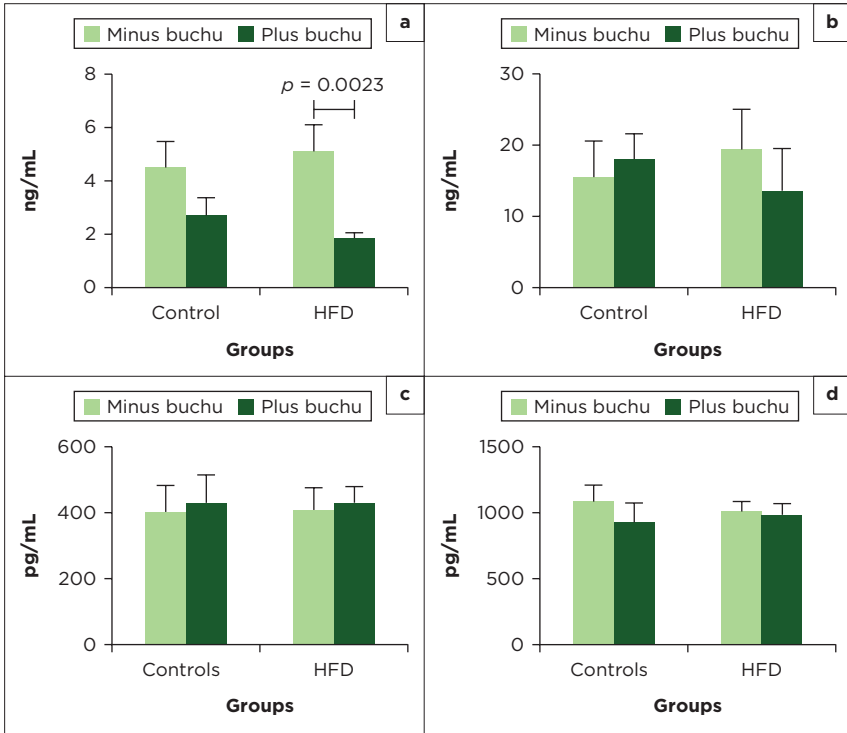 Minus buchu Plus buchu a
ng/mL
8
6
4
2
0
p = 0.0023
Control HFD
Groups
Minus buchu Plus buchu b
ng/mL
30
20
10
0
Control HFD
Groups
Minus buchu Plus buchu c
pg/mL
600
400
200
0
Controls HFD
Groups
Minus buchu Plus buchu d
pg/mL
1500
1000
500
0
Controls HFD
Groups